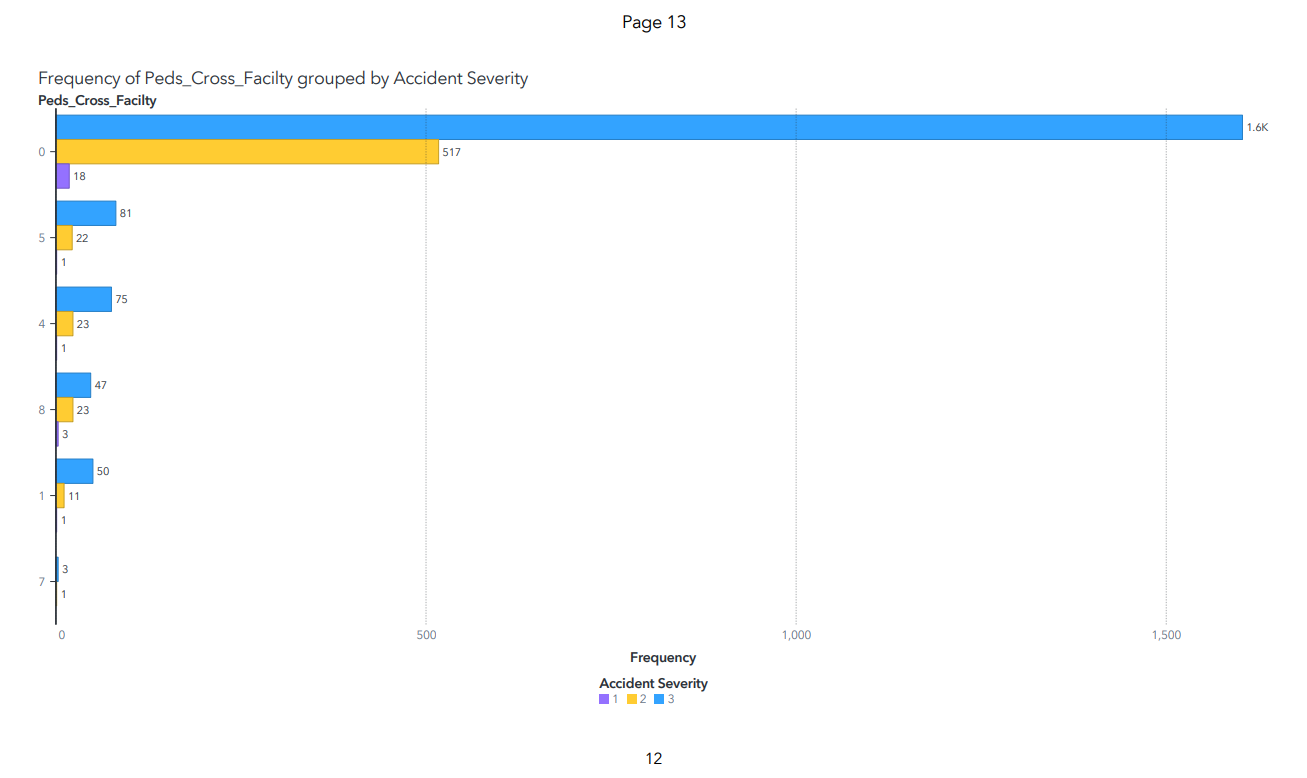 Page 13
Frequency of Peds_Cross_Facilty grouped by Accident Severity
Peds_Cross_Facilty
1.6K
0
517
18
81
5
22
1
75
4
23
1
47
8
23
3
50
1
11
1
3
7
1
0 500 1,000 1,500
Frequency
Accident Severity
1 2 3
12